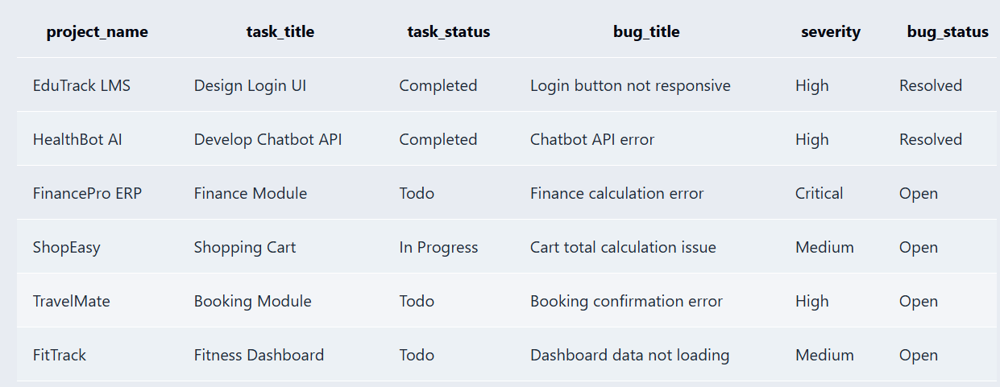 project_name task_title task_status bug_title severity bug_status
EduTrack LMS Design Login UI Completed Login button not responsive High Resolved
HealthBot AI Develop Chatbot API Completed Chatbot API error High Resolved
FinancePro ERP Finance Module Todo Finance calculation error Critical Open
ShopEasy Shopping Cart In Progress Cart total calculation issue Medium Open
TravelMate Booking Module Todo Booking confirmation error High Open
FitTrack Fitness Dashboard Todo Dashboard data not loading Medium Open